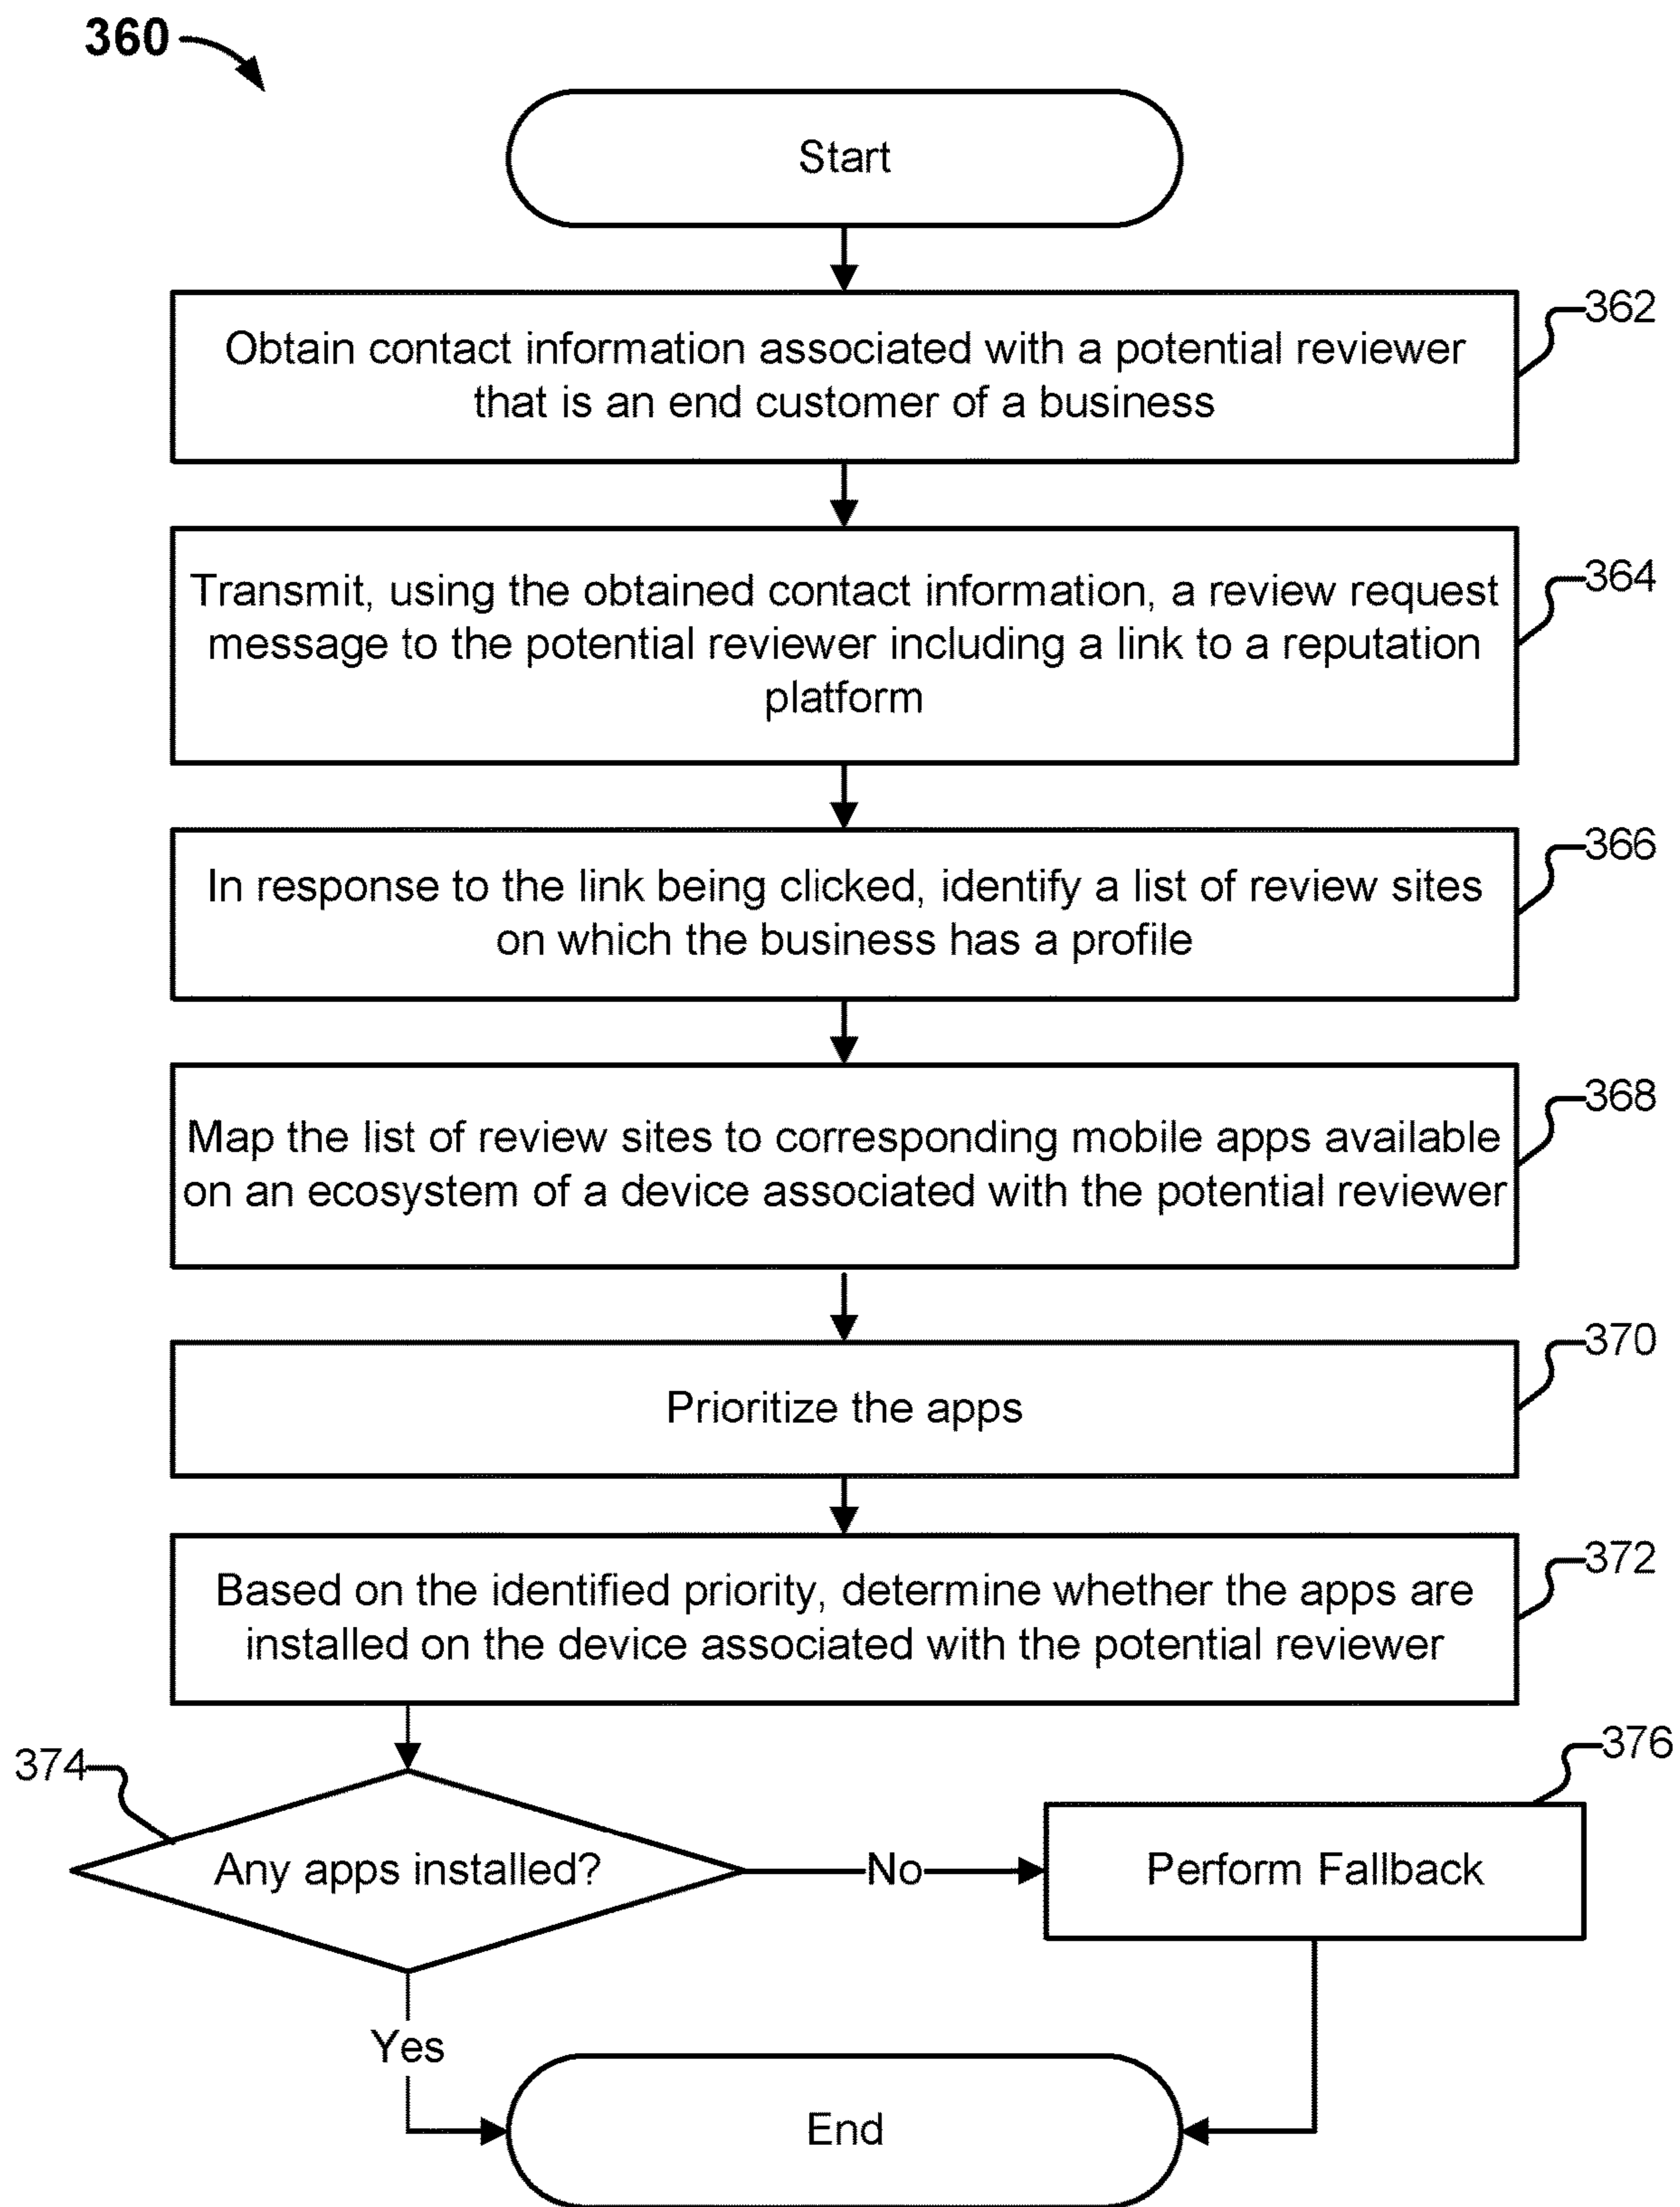 360
Start
362
Obtain contact information associated with a potential reviewer
that is an end customer of a business
364
Transmit, using the obtained contact information, a review request
message to the potential reviewer including a link to a reputation
platform
366
In response to the link being clicked, identify a list of review sites
on which the business has a profile
368
Map the list of review sites to corresponding mobile apps available
on an ecosystem of a device associated with the potential reviewer
370
Prioritize the apps
372
Based on the identified priority, determine whether the apps are
installed on the device associated with the potential reviewer
374
376
Any apps installed?
No
Perform Fallback
Yes
End